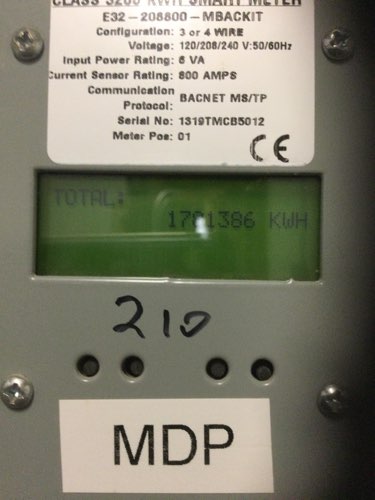 CLASS 3200 KWH SMART METER
E32-208800-MBACKIT
Configuration: 3 or 4 WIRE
Voltage: 120/208/240 V:50/60Hz
Input Power Rating: 6 VA
Current Sensor Rating: 800 AMPS
Communication Protocol: BACNET MS/TP
Serial No: 1319TMCB5012
Meter Pos: 01
CE
TOTAL:
KWH
210
MDP